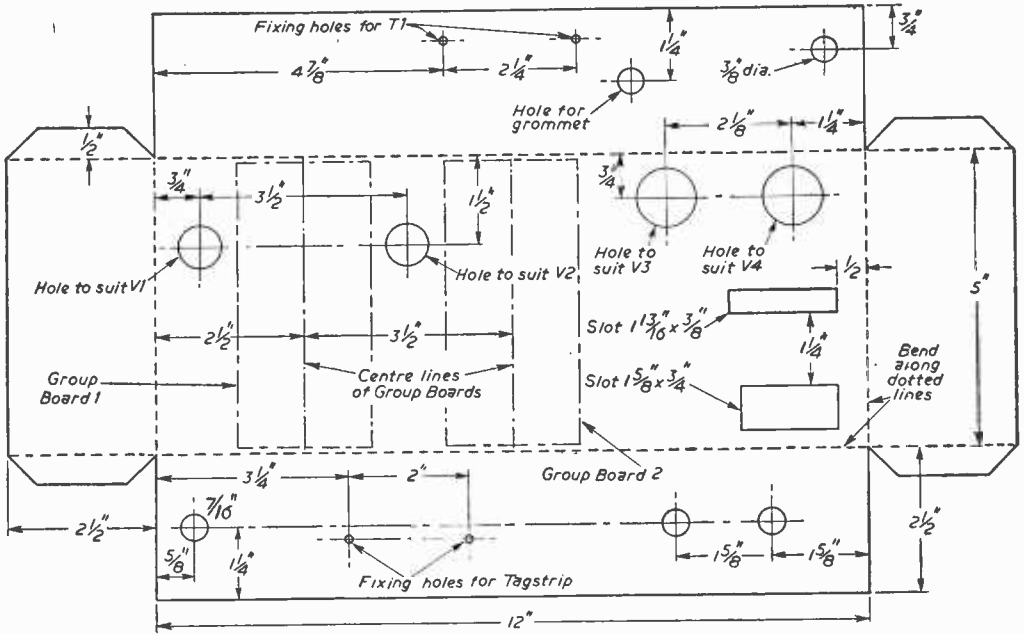 Fixing holes for T1
4 7/8"
2 1/4"
1 1/4"
3/4"
3/8" dia.
Hole for
grommet
1/2"
2 1/8"
1 1/4"
3/4"
3 1/2"
1 1/2"
3/4"
Hole to suit V1
Hole to suit V2
Hole to
suit V3
Hole to
suit V4
1/2"
5"
2 1/2"
3 1/2"
Slot 1 13/16" x 3/8"
1 1/4"
Group
Board 1
Centre lines
of Group Boards
Slot 1 5/8" x 3/4"
Bend
along
dotted
lines
3 1/4"
2"
Group Board 2
7/16"
2 1/2"
5/8"
1 1/4"
Fixing holes for Tagstrip
1 5/8"
1 5/8"
2 1/2"
12"